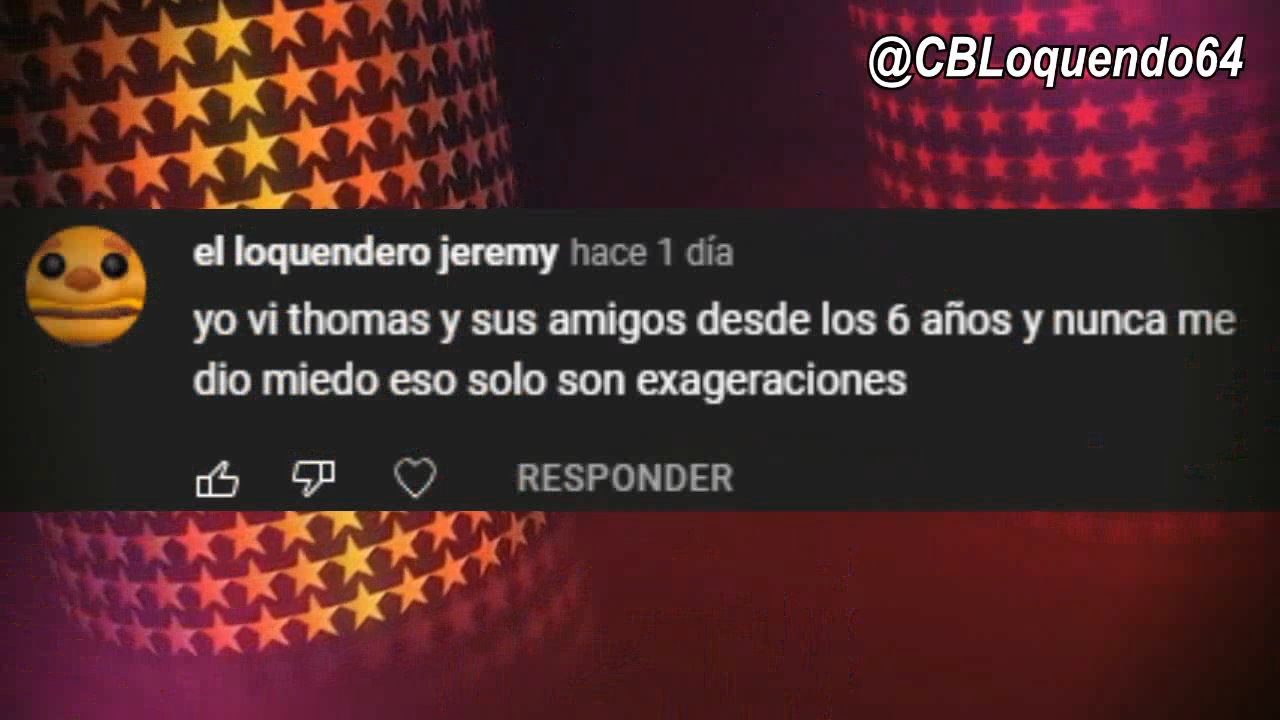 @CBLoquendo64
el loquendero jeremy hace 1 día
yo vi thomas y sus amigos desde los 6 años y nunca me
dio miedo eso solo son exageraciones
RESPONDER